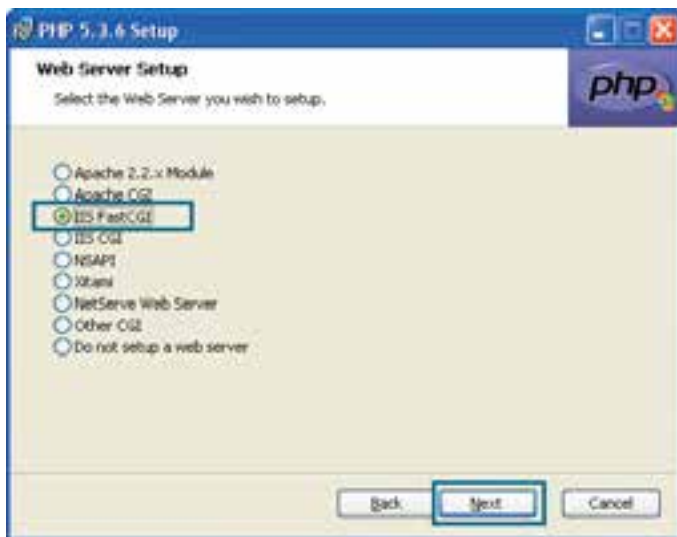 PHP 5.3.6 Setup
Web Server Setup
Select the Web Server you wish to setup.
php
Apache 2.2.x Module
Apache CGI
IIS FastCGI
IIS CGI
NSAPI
Xitami
NetServe Web Server
Other CGI
Do not setup a web server
Back
Next
Cancel